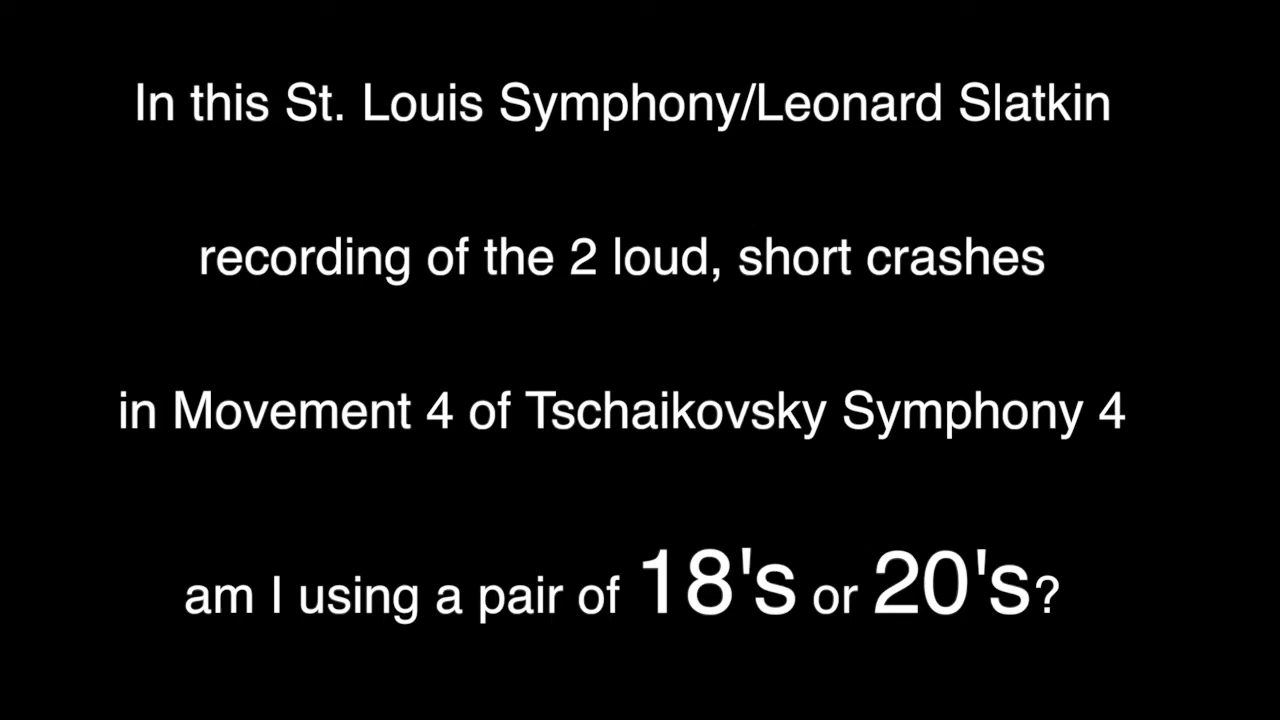 In this St. Louis Symphony/Leonard Slatkin
recording of the 2 loud, short crashes
in Movement 4 of Tschaikovsky Symphony 4
am I using a pair of 18's or 20's?